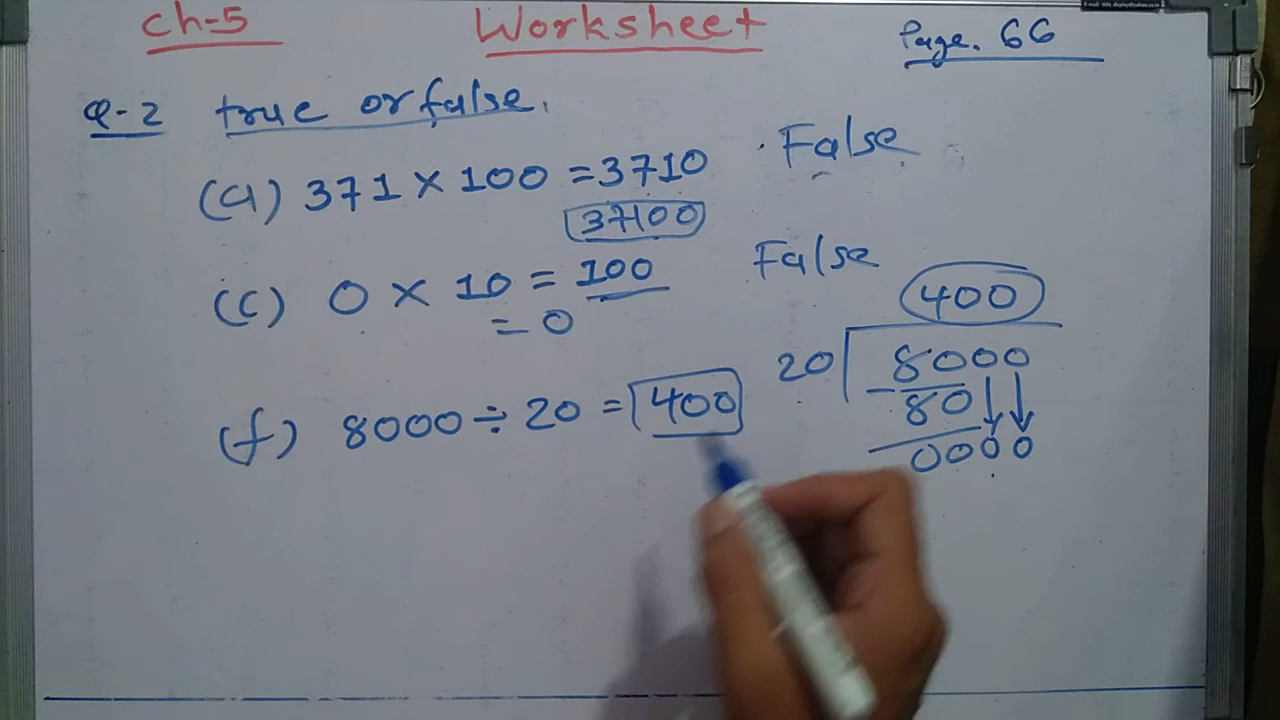 Ch-5 Worksheet Page. 66
Q-2 true or false.
(a) 371 × 100 = 3710 False
37100
(c) 0 × 10 = 100 False
= 0
400
20 8000
(f) 8000 ÷ 20 = 400
- 80
0000